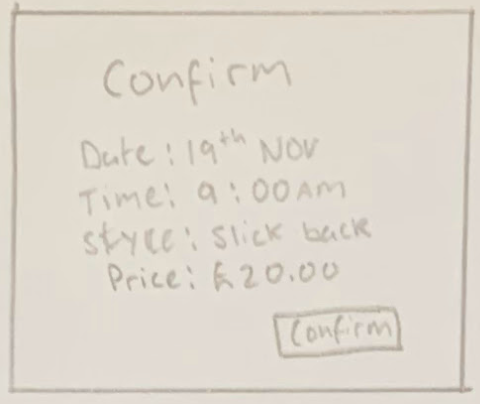 Confirm
Date: 19th NOV
Time: 9:00AM
Style: Slick back
Price: £20.00
Confirm